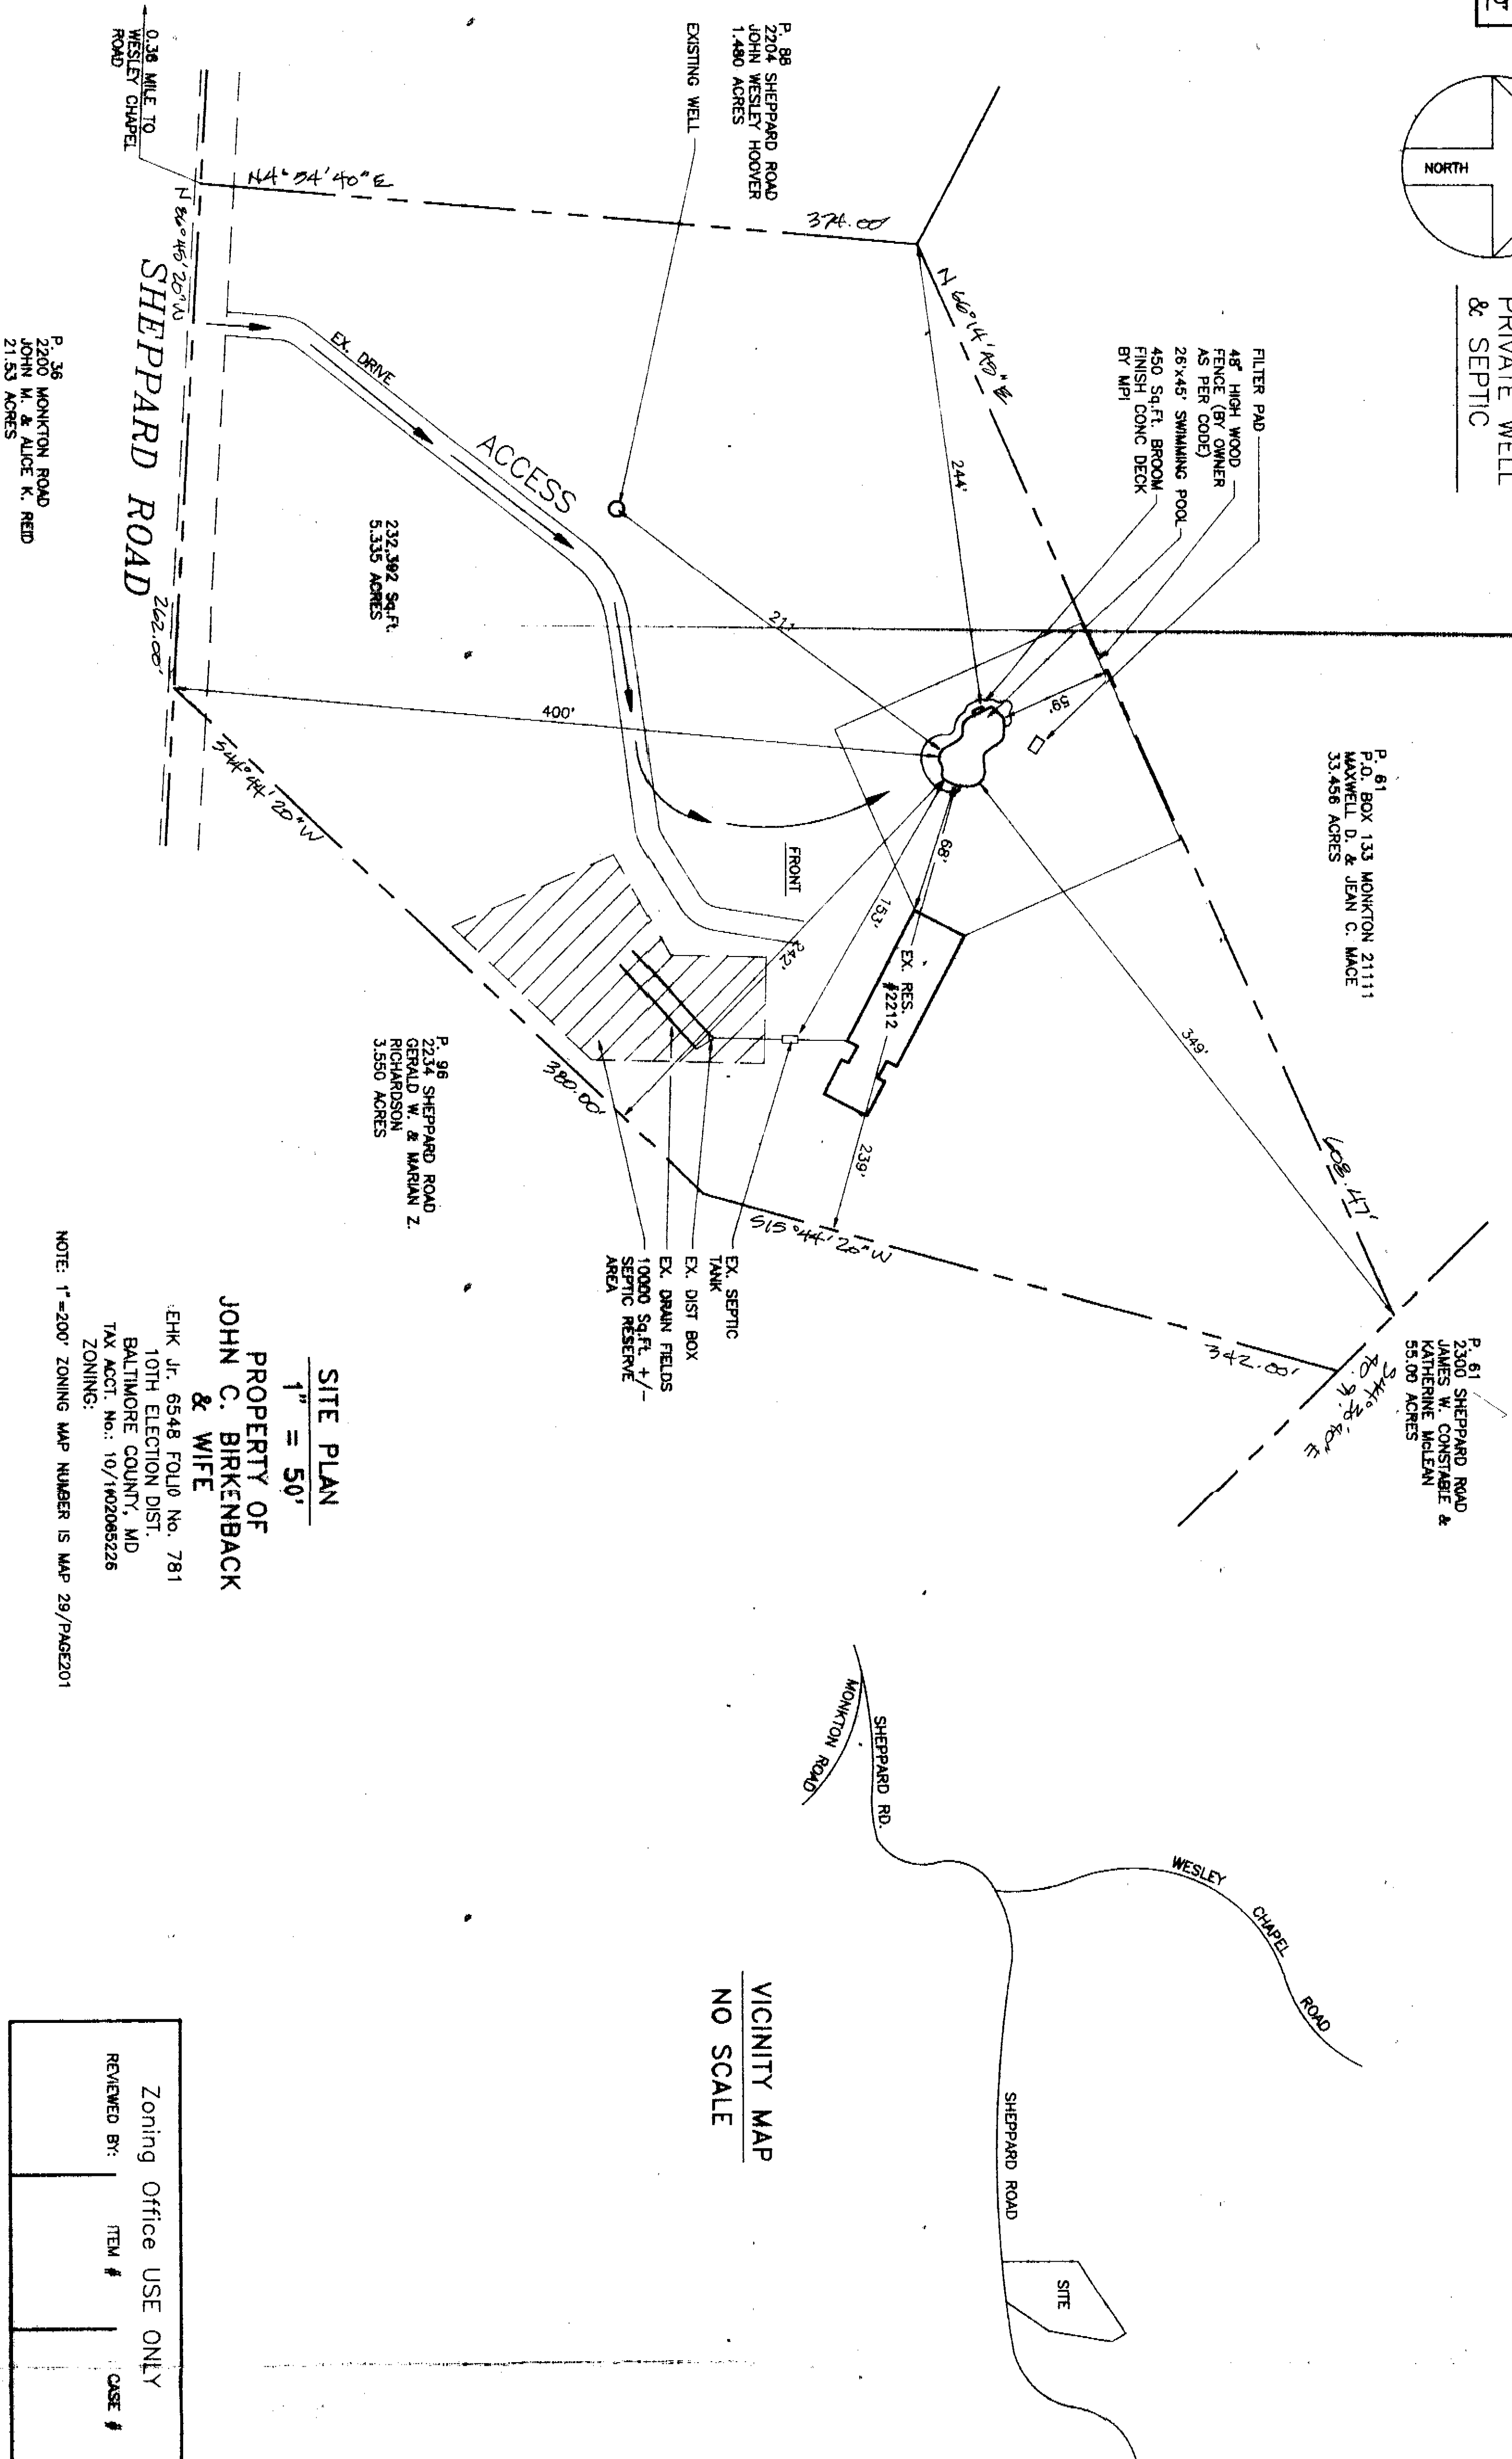 NORTH
PRIVATE WELL
& SEPTIC
P. 61
2300 SHEPPARD ROAD
JAMES W. CONSTABLE &
KATHERINE McLEAN
55.00 ACRES
P. 61
P.O. BOX 133 MONKTON 21111
MAXWELL D. & JEAN C. MACE
33.456 ACRES
FILTER PAD
48" HIGH WOOD
FENCE (BY OWNER
AS PER CODE)
26'x45' SWIMMING POOL
450 Sq.Ft. BROOM
FINISH CONC DECK
BY MPI
608.47'
349'
59'
244'
374.00
N4°54'40"E
342.00'
S15°44'20"W
239'
68'
153'
242'
211'
400'
EX. RES.
#2212
FRONT
P. 88
2204 SHEPPARD ROAD
JOHN WESLEY HOOVER
1.480 ACRES
EXISTING WELL
EX. SEPTIC
TANK
EX. DIST BOX
EX. DRAIN FIELDS
10000 Sq.Ft. +/-
SEPTIC RESERVE
AREA
ACCESS
EX. DRIVE
232,392 Sq.Ft.
5.335 ACRES
380.00'
S44°44'20"W
P. 96
2234 SHEPPARD ROAD
GERALD W. & MARIAN Z.
RICHARDSON
3.550 ACRES
0.38 MILE TO
WESLEY CHAPEL
ROAD
N 86°45'20"W
262.00'
SHEPPARD ROAD
P. 36
2200 MONKTON ROAD
JOHN M. & ALICE K. REID
21.53 ACRES
SITE PLAN
1" = 50'
PROPERTY OF
JOHN C. BIRKENBACK
& WIFE
EHK Jr. 6548 FOLIO No. 781
10TH ELECTION DIST.
BALTIMORE COUNTY, MD
TAX ACCT. No.:
ZONING:
NOTE: 1"=200' ZONING MAP NUMBER IS MAP 29/PAGE201
WESLEY
CHAPEL
ROAD
SHEPPARD RD.
MONKTON ROAD
SHEPPARD ROAD
SITE
VICINITY MAP
NO SCALE
Zoning Office USE ONLY
REVIEWED BY:
ITEM #
CASE #